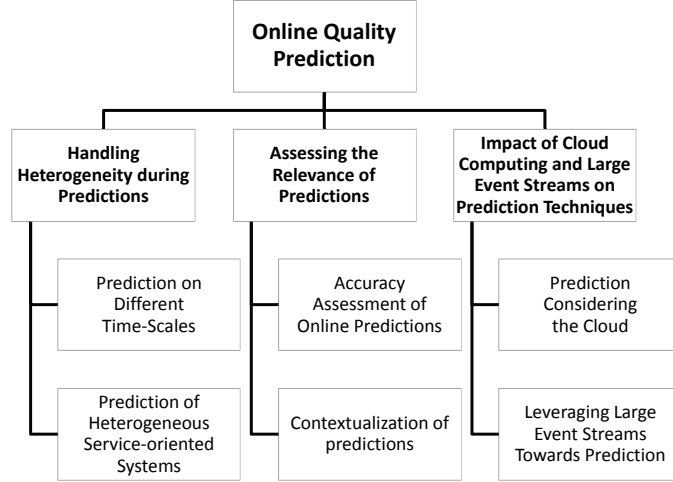 Online Quality
Prediction
Handling
Heterogeneity during
Predictions
Assessing the
Relevance of
Predictions
Impact of Cloud
Computing and Large
Event Streams on
Prediction Techniques
Prediction on
Different
Time-Scales
Accuracy
Assessment of
Online Predictions
Prediction
Considering
the Cloud
Prediction of
Heterogeneous
Service-oriented
Systems
Contextualization of
predictions
Leveraging Large
Event Streams
Towards Prediction